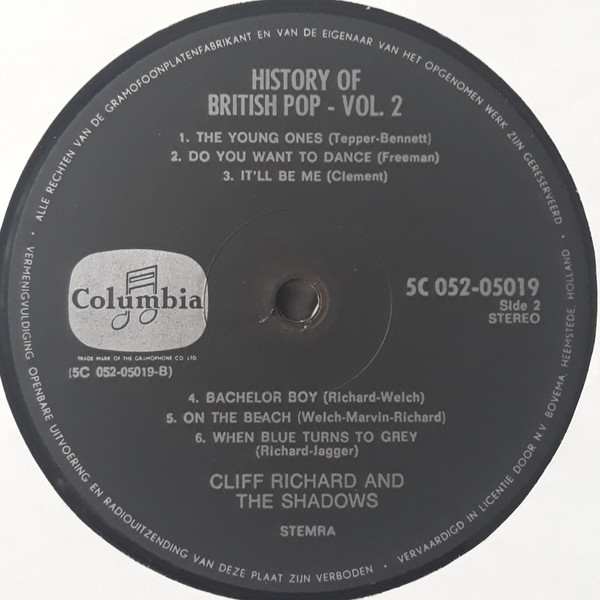 • ALLE RECHTEN VAN DE GRAMOFOONPLATENFABRIKANT EN VAN DE EIGENAAR VAN HET OPGENOMEN WERK ZIJN GERESERVEERD •
HISTORY OF
BRITISH POP - VOL. 2
1. THE YOUNG ONES (Tepper-Bennett)
2. DO YOU WANT TO DANCE (Freeman)
3. IT'LL BE ME (Clement)
Columbia
TRADE MARK OF THE GRAMOPHONE CO. LTD.
(5C 052-05019-B)
5C 052-05019
Side 2
STEREO
4. BACHELOR BOY (Richard-Welch)
5. ON THE BEACH (Welch-Marvin-Richard)
6. WHEN BLUE TURNS TO GREY
(Richard-Jagger)
CLIFF RICHARD AND
THE SHADOWS
STEMRA
VERMENIGVULDIGING OPENBARE UITVOERING EN RADIOUITZENDING VAN DEZE PLAAT ZIJN VERBODEN •
VERVAARDIGD IN LICENTIE DOOR N.V. BOVEMA, HEEMSTEDE, HOLLAND